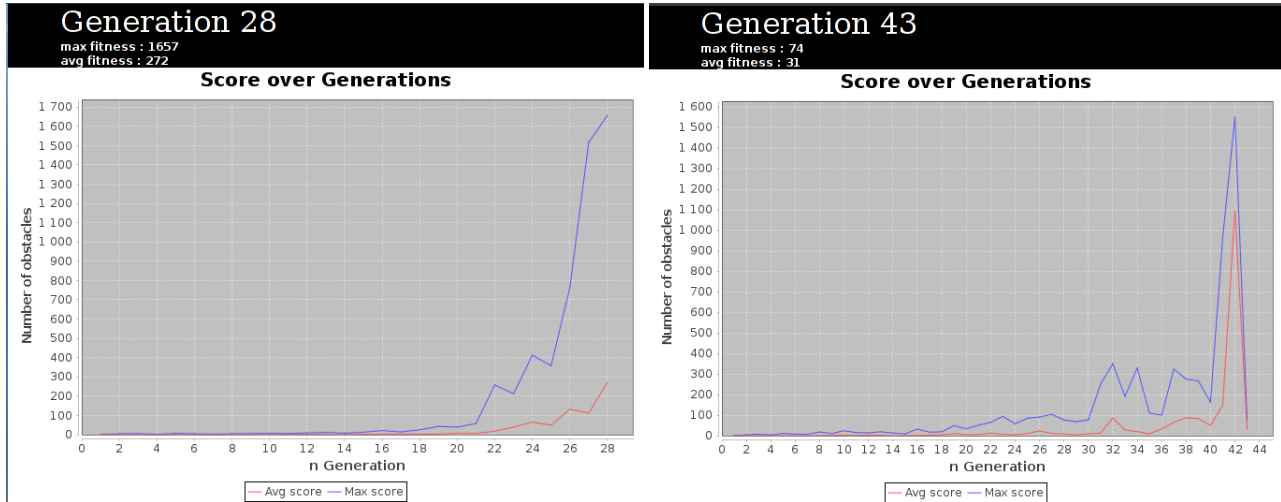 Generation 28
max fitness : 1657
avg fitness : 272
Score over Generations
Number of obstacles
1 700
1 600
1 500
1 400
1 300
1 200
1 100
1 000
900
800
700
600
500
400
300
200
100
0
0 2 4 6 8 10 12 14 16 18 20 22 24 26 28
n Generation
Avg score Max score
Generation 43
max fitness : 74
avg fitness : 31
Score over Generations
Number of obstacles
1 600
1 500
1 400
1 300
1 200
1 100
1 000
900
800
700
600
500
400
300
200
100
0
0 2 4 6 8 10 12 14 16 18 20 22 24 26 28 30 32 34 36 38 40 42 44
n Generation
Avg score Max score